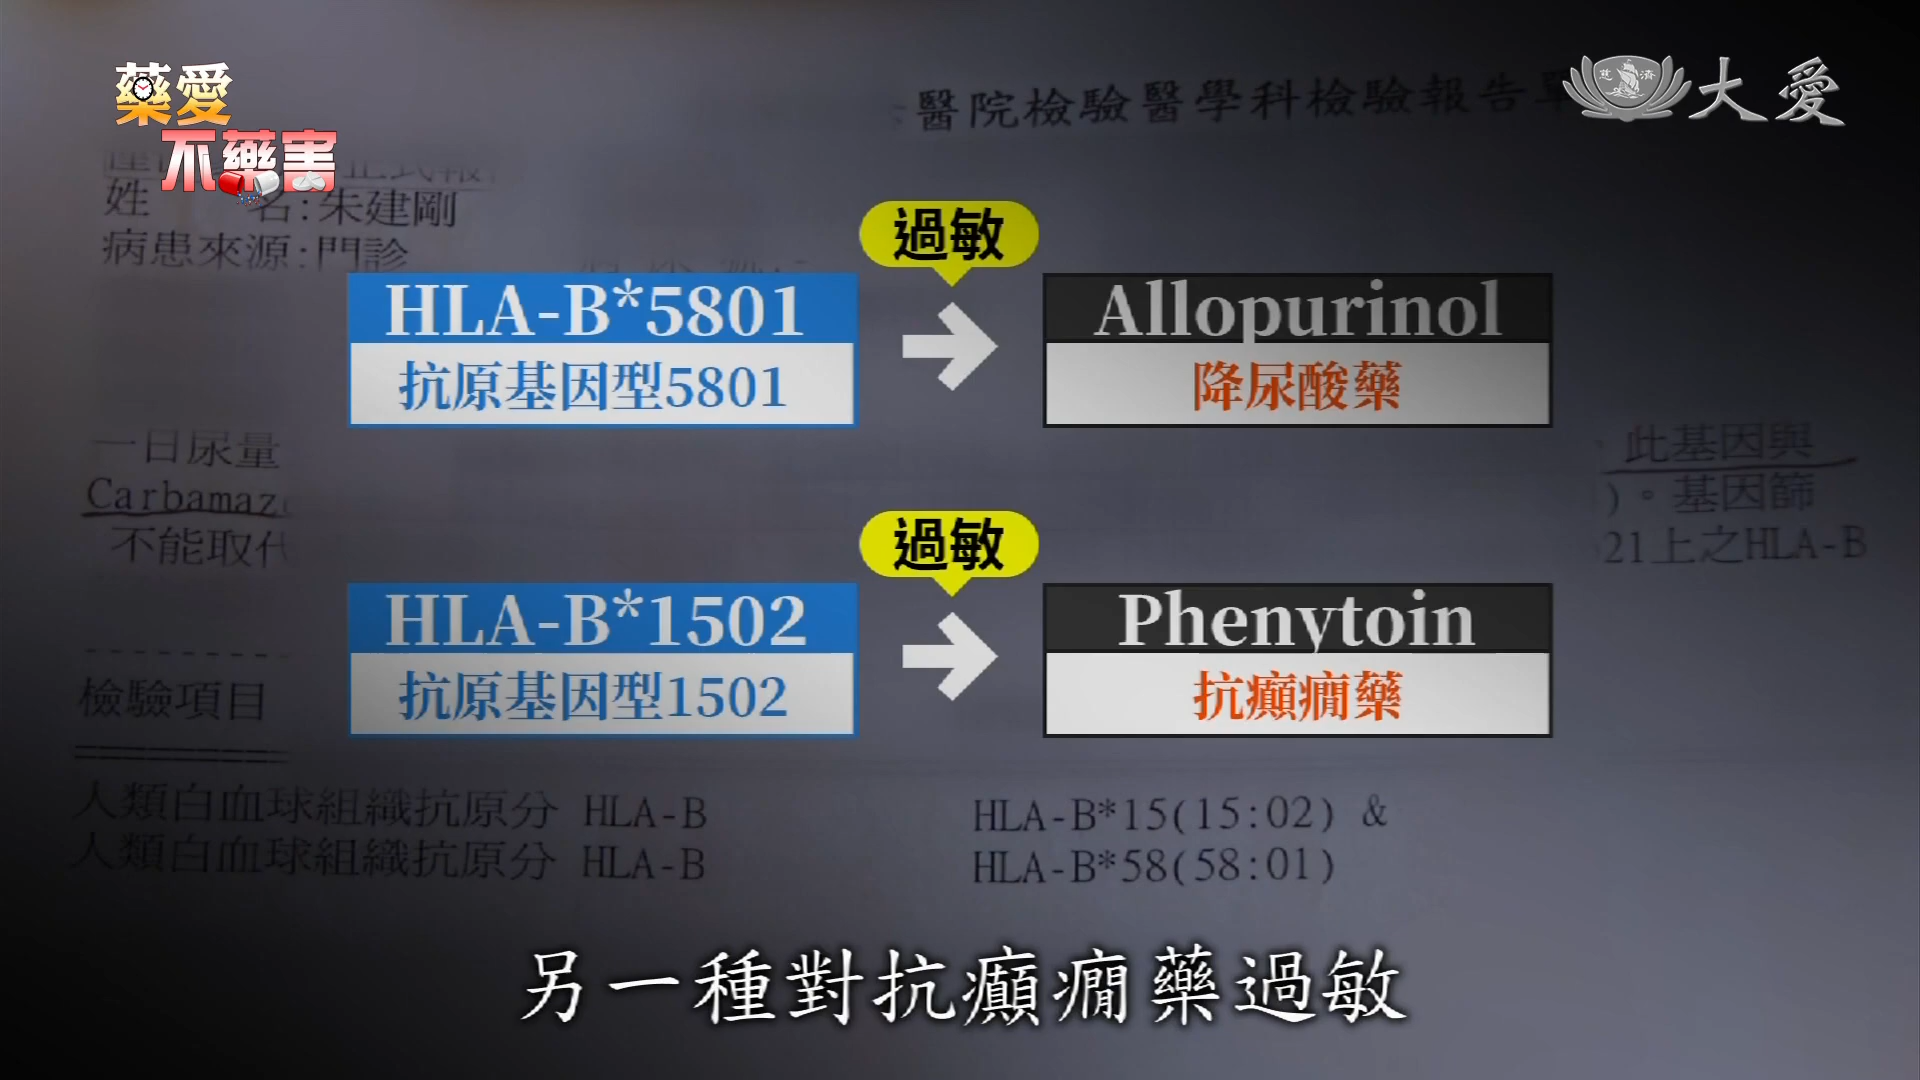 藥愛
不藥害
慈濟
大愛
醫院檢驗醫學科檢驗報告單
姓 名:朱建剛
病患來源:門診
過敏
HLA-B*5801
抗原基因型5801
Allopurinol
降尿酸藥
一日尿量
此基因與
)。基因篩
不能取代
21上之HLA-B
過敏
HLA-B*1502
抗原基因型1502
Phenytoin
抗癲癇藥
檢驗項目
人類白血球組織抗原分 HLA-B HLA-B*15(15:02) &
人類白血球組織抗原分 HLA-B HLA-B*58(58:01)
另一種對抗癲癇藥過敏